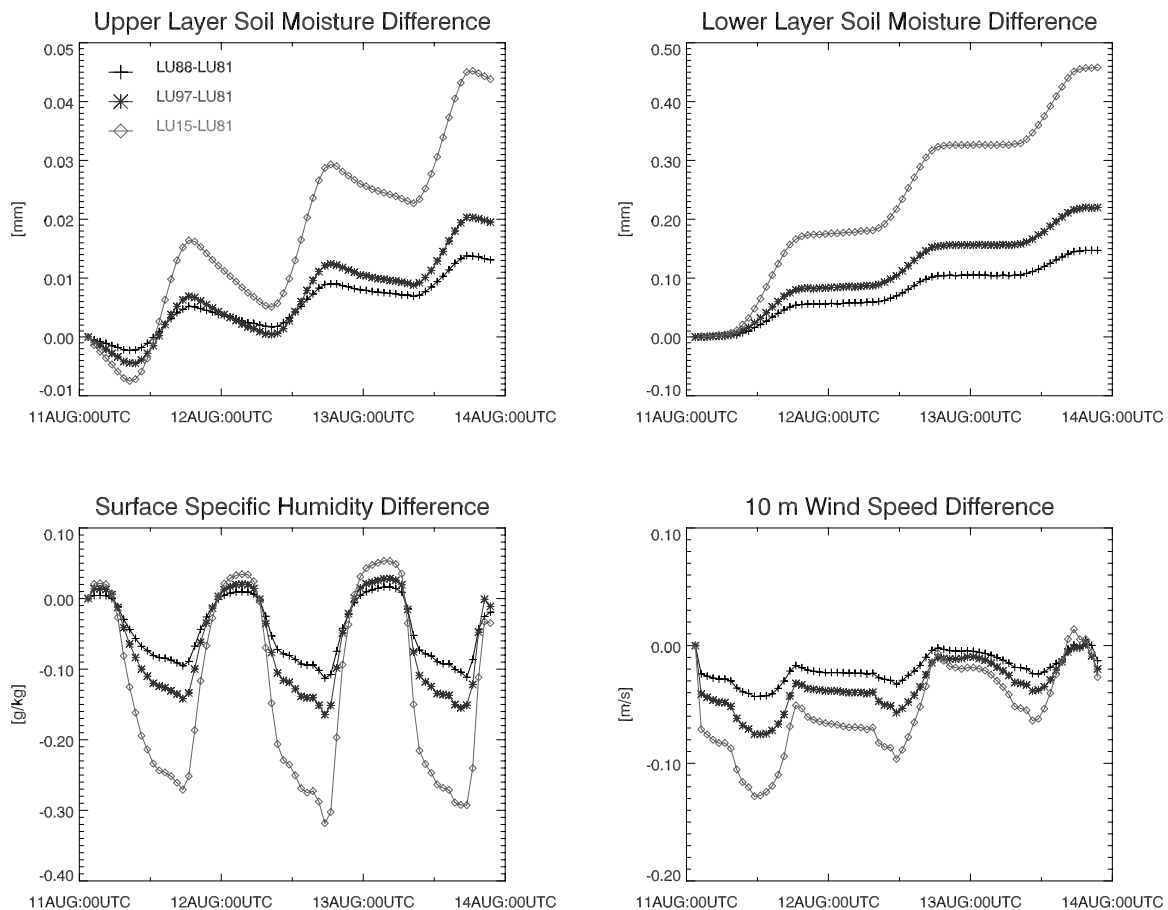 Upper Layer Soil Moisture Difference
0.05
0.04
0.03
0.02
0.01
0.00
-0.01
[mm]
LU88-LU81
LU97-LU81
LU15-LU81
11AUG:00UTC 12AUG:00UTC 13AUG:00UTC 14AUG:00UTC
Lower Layer Soil Moisture Difference
0.50
0.40
0.30
0.20
0.10
0.00
-0.10
[mm]
11AUG:00UTC 12AUG:00UTC 13AUG:00UTC 14AUG:00UTC
Surface Specific Humidity Difference
0.10
0.00
-0.10
-0.20
-0.30
-0.40
[g/kg]
11AUG:00UTC 12AUG:00UTC 13AUG:00UTC 14AUG:00UTC
10 m Wind Speed Difference
0.10
0.00
-0.10
-0.20
[m/s]
11AUG:00UTC 12AUG:00UTC 13AUG:00UTC 14AUG:00UTC